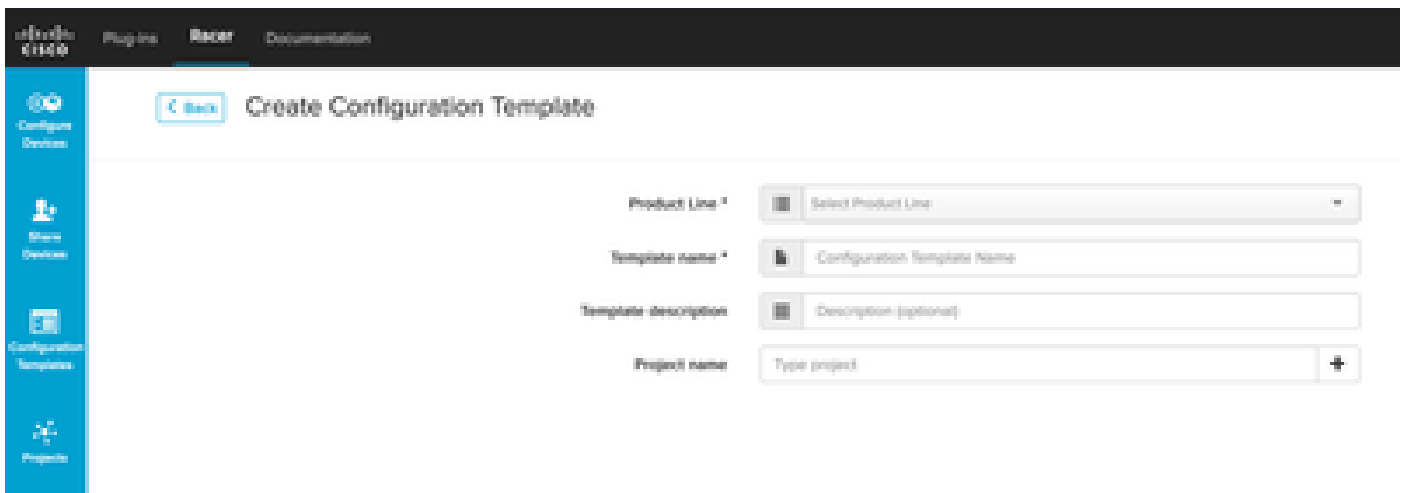 CISCO
Plug-ins Racer Documentation
Configure
Devices
Share
Devices
Configuration
Templates
Projects
Back Create Configuration Template
Product Line * Select Product Line
Template name * Configuration Template Name
Template description Description (optional)
Project name Type project +